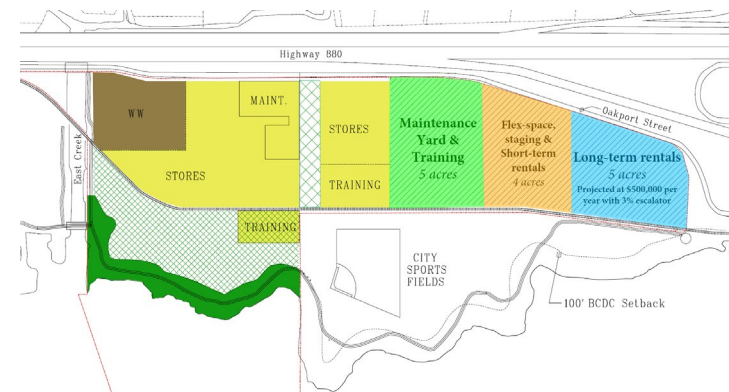 Highway 880
WW
MAINT.
STORES
STORES
TRAINING
TRAINING
Maintenance
Yard &
Training
5 acres
Flex-space,
staging &
Short-term
rentals
4 acres
Long-term rentals
5 acres
Projected at $500,000 per
year with 3% escalator
Oakport Street
East Creek
CITY
SPORTS
FIELDS
100' BCDC Setback